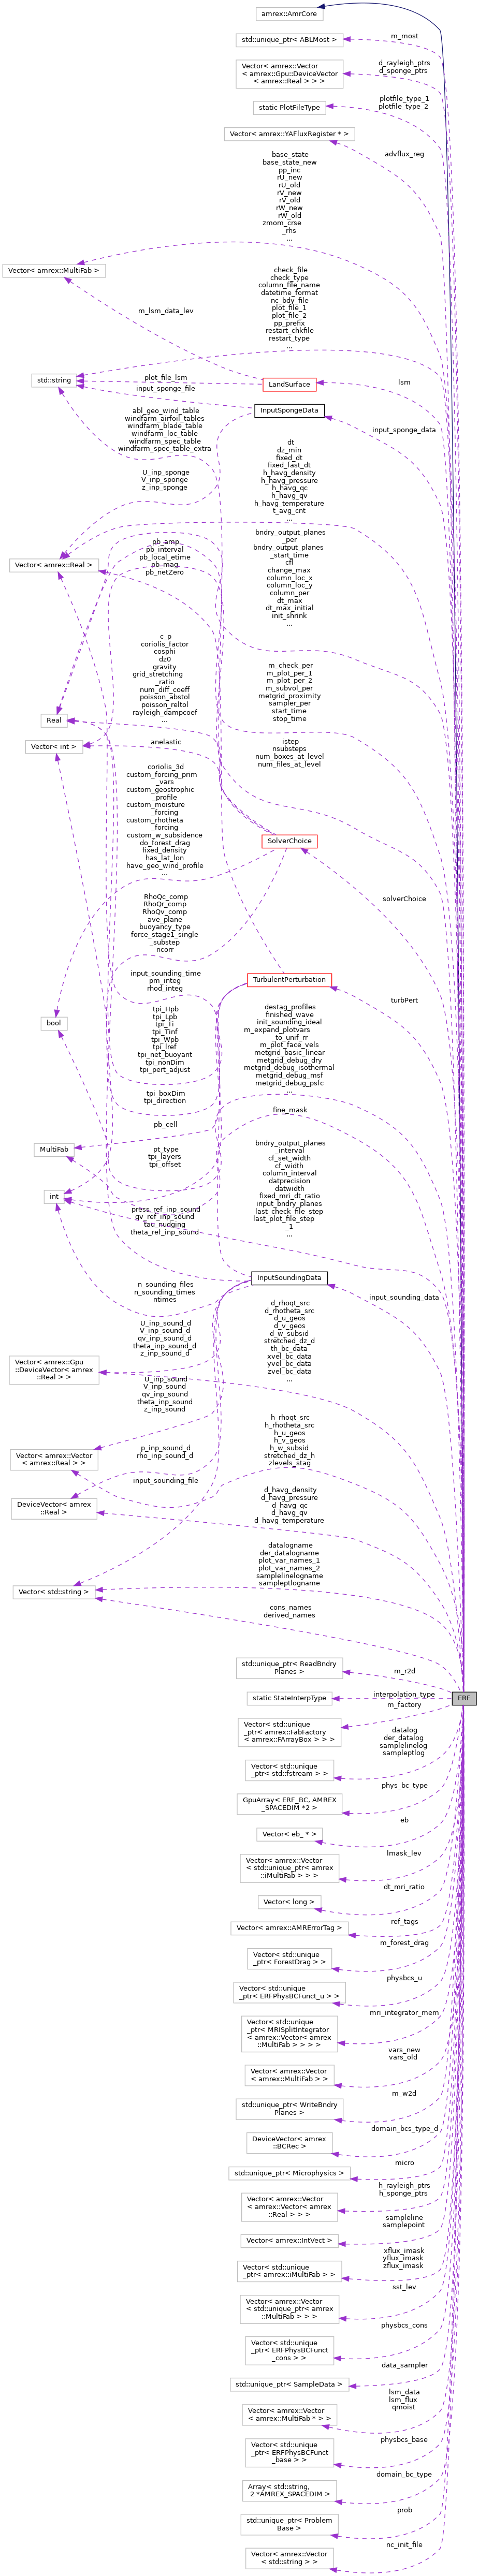 amrex::AmrCore
std::unique_ptr< ABLMost >
m_most
Vector< amrex::Vector
< amrex::Gpu::DeviceVector
< amrex::Real > > >
d_rayleigh_ptrs
d_sponge_ptrs
static PlotFileType
plotfile_type_1
plotfile_type_2
Vector< amrex::YAFluxRegister * >
advflux_reg
base_state
base_state_new
pp_inc
rU_new
rU_old
rV_new
rV_old
rW_new
rW_old
zmom_crse
_rhs
...
Vector< amrex::MultiFab >
m_lsm_data_lev
check_file
check_type
column_file_name
datetime_format
nc_bdy_file
plot_file_1
plot_file_2
pp_prefix
restart_chkfile
restart_type
...
std::string
plot_file_lsm
LandSurface
lsm
input_sponge_file
InputSpongeData
input_sponge_data
abl_geo_wind_table
windfarm_airfoil_tables
windfarm_blade_table
windfarm_loc_table
windfarm_spec_table
windfarm_spec_table_extra
U_inp_sponge
V_inp_sponge
z_inp_sponge
dt
dz_min
fixed_dt
fixed_fast_dt
h_havg_density
h_havg_pressure
h_havg_qc
h_havg_qv
h_havg_temperature
t_avg_cnt
...
Vector< amrex::Real >
pb_amp
pb_interval
pb_local_etime
pb_mag
pb_netZero
bndry_output_planes
_per
bndry_output_planes
_start_time
cfl
change_max
column_loc_x
column_loc_y
column_per
dt_max
dt_max_initial
init_shrink
...
c_p
coriolis_factor
cosphi
dz0
gravity
grid_stretching
_ratio
num_diff_coeff
poisson_abstol
poisson_reltol
rayleigh_dampcoef
...
m_check_per
m_plot_per_1
m_plot_per_2
m_subvol_per
metgrid_proximity
sampler_per
start_time
stop_time
Real
Vector< int >
anelastic
istep
nsubsteps
num_boxes_at_level
num_files_at_level
coriolis_3d
custom_forcing_prim
_vars
custom_geostrophic
_profile
custom_moisture
_forcing
custom_rhotheta
_forcing
custom_w_subsidence
do_forest_drag
fixed_density
has_lat_lon
have_geo_wind_profile
...
SolverChoice
solverChoice
RhoQc_comp
RhoQr_comp
RhoQv_comp
ave_plane
buoyancy_type
force_stage1_single
_substep
ncorr
input_sounding_time
pm_integ
rhod_integ
TurbulentPerturbation
turbPert
bool
tpi_Hpb
tpi_Lpb
tpi_Ti
tpi_Tinf
tpi_Wpb
tpi_lref
tpi_net_buoyant
tpi_nonDim
tpi_pert_adjust
destag_profiles
finished_wave
init_sounding_ideal
m_expand_plotvars
_to_unif_rr
m_plot_face_vels
metgrid_basic_linear
metgrid_debug_dry
metgrid_debug_isothermal
metgrid_debug_msf
metgrid_debug_psfc
...
tpi_boxDim
tpi_direction
fine_mask
pb_cell
MultiFab
pt_type
tpi_layers
tpi_offset
bndry_output_planes
_interval
cf_set_width
cf_width
column_interval
datprecision
datwidth
fixed_mri_dt_ratio
input_bndry_planes
last_check_file_step
last_plot_file_step
_1
...
int
press_ref_inp_sound
qv_ref_inp_sound
tau_nudging
theta_ref_inp_sound
InputSoundingData
input_sounding_data
n_sounding_files
n_sounding_times
ntimes
U_inp_sound_d
V_inp_sound_d
qv_inp_sound_d
theta_inp_sound_d
z_inp_sound_d
d_rhoqt_src
d_rhotheta_src
d_u_geos
d_v_geos
d_w_subsid
stretched_dz_d
th_bc_data
xvel_bc_data
yvel_bc_data
zvel_bc_data
...
Vector< amrex::Gpu
::DeviceVector< amrex
::Real > >
U_inp_sound
V_inp_sound
qv_inp_sound
theta_inp_sound
z_inp_sound
h_rhoqt_src
h_rhotheta_src
h_u_geos
h_v_geos
h_w_subsid
stretched_dz_h
zlevels_stag
Vector< amrex::Vector
< amrex::Real > >
p_inp_sound_d
rho_inp_sound_d
input_sounding_file
d_havg_density
d_havg_pressure
d_havg_qc
d_havg_qv
d_havg_temperature
DeviceVector< amrex
::Real >
datalogname
der_datalogname
plot_var_names_1
plot_var_names_2
samplelinelogname
sampleptlogname
Vector< std::string >
cons_names
derived_names
std::unique_ptr< ReadBndry
Planes >
m_r2d
ERF
static StateInterpType
interpolation_type
m_factory
Vector< std::unique
_ptr< amrex::FabFactory
< amrex::FArrayBox > > >
Vector< std::unique
_ptr< std::fstream > >
datalog
der_datalog
samplelinelog
sampleptlog
GpuArray< ERF_BC, AMREX
_SPACEDIM *2 >
phys_bc_type
Vector< eb_ * >
eb
Vector< amrex::Vector
< std::unique_ptr< amrex
::iMultiFab > > >
lmask_lev
Vector< long >
dt_mri_ratio
Vector< amrex::AMRErrorTag >
ref_tags
Vector< std::unique
_ptr< ForestDrag > >
m_forest_drag
Vector< std::unique
_ptr< ERFPhysBCFunct_u > >
physbcs_u
Vector< std::unique
_ptr< MRISplitIntegrator
< amrex::Vector< amrex
::MultiFab > > > >
mri_integrator_mem
Vector< amrex::Vector
< amrex::MultiFab > >
vars_new
vars_old
std::unique_ptr< WriteBndry
Planes >
m_w2d
DeviceVector< amrex
::BCRec >
domain_bcs_type_d
std::unique_ptr< Microphysics >
micro
Vector< amrex::Vector
< amrex::Vector< amrex
::Real > > >
h_rayleigh_ptrs
h_sponge_ptrs
Vector< amrex::IntVect >
sampleline
samplepoint
Vector< std::unique
_ptr< amrex::iMultiFab > >
xflux_imask
yflux_imask
zflux_imask
Vector< amrex::Vector
< std::unique_ptr< amrex
::MultiFab > > >
sst_lev
Vector< std::unique
_ptr< ERFPhysBCFunct
_cons > >
physbcs_cons
std::unique_ptr< SampleData >
data_sampler
Vector< amrex::Vector
< amrex::MultiFab * > >
lsm_data
lsm_flux
qmoist
Vector< std::unique
_ptr< ERFPhysBCFunct
_base > >
physbcs_base
Array< std::string,
2 *AMREX_SPACEDIM >
domain_bc_type
std::unique_ptr< Problem
Base >
prob
Vector< amrex::Vector
< std::string > >
nc_init_file